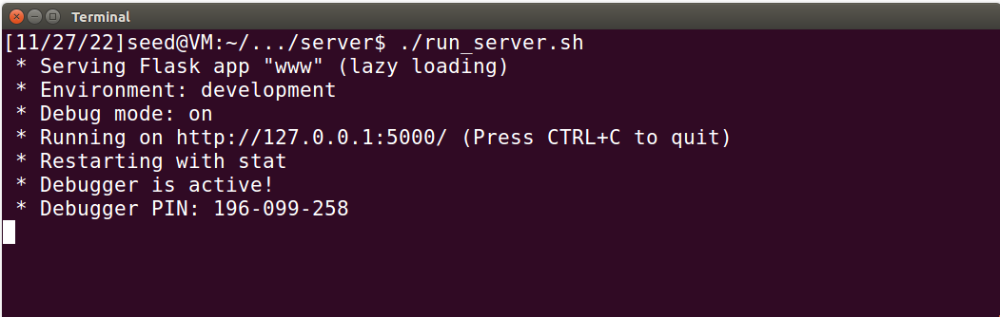 Terminal
[11/27/22]seed@VM:~/.../server$ ./run_server.sh
 * Serving Flask app "www" (lazy loading)
 * Environment: development
 * Debug mode: on
 * Running on http://127.0.0.1:5000/ (Press CTRL+C to quit)
 * Restarting with stat
 * Debugger is active!
 * Debugger PIN: 196-099-258